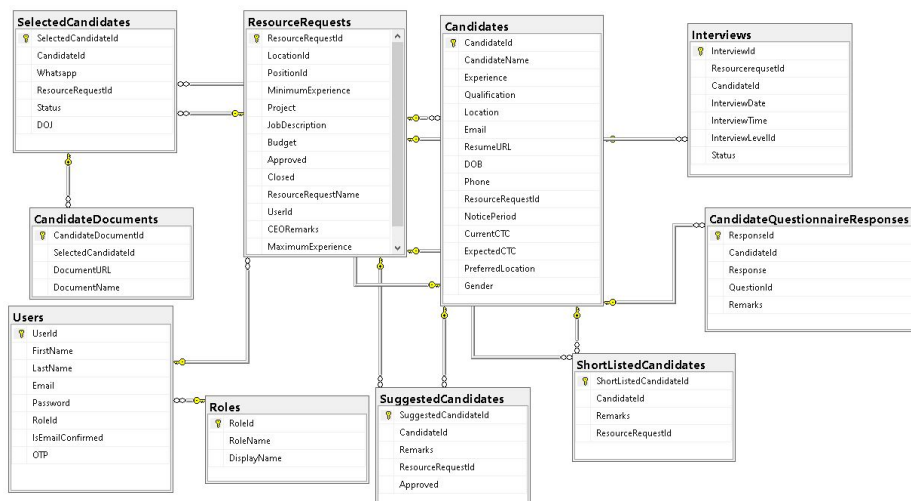 SelectedCandidates
SelectedCandidateId
CandidateId
Whatsapp
ResourceRequestId
Status
DOJ
ResourceRequests
ResourceRequestId
LocationId
PositionId
MinimumExperience
Project
JobDescription
Budget
Approved
Closed
ResourceRequestName
UserId
CEORemarks
MaximumExperience
Candidates
CandidateId
CandidateName
Experience
Qualification
Location
Email
ResumeURL
DOB
Phone
ResourceRequestId
NoticePeriod
CurrentCTC
ExpectedCTC
PreferredLocation
Gender
Interviews
InterviewId
ResourcerequsetId
CandidateId
InterviewDate
InterviewTime
InterviewLevelId
Status
CandidateDocuments
CandidateDocumentId
SelectedCandidateId
DocumentURL
DocumentName
CandidateQuestionnaireResponses
ResponseId
CandidateId
Response
QuestionId
Remarks
Users
UserId
FirstName
LastName
Email
Password
RoleId
IsEmailConfirmed
OTP
Roles
RoleId
RoleName
DisplayName
SuggestedCandidates
SuggestedCandidateId
CandidateId
Remarks
ResourceRequestId
Approved
ShortListedCandidates
ShortListedCandidateId
CandidateId
Remarks
ResourceRequestId